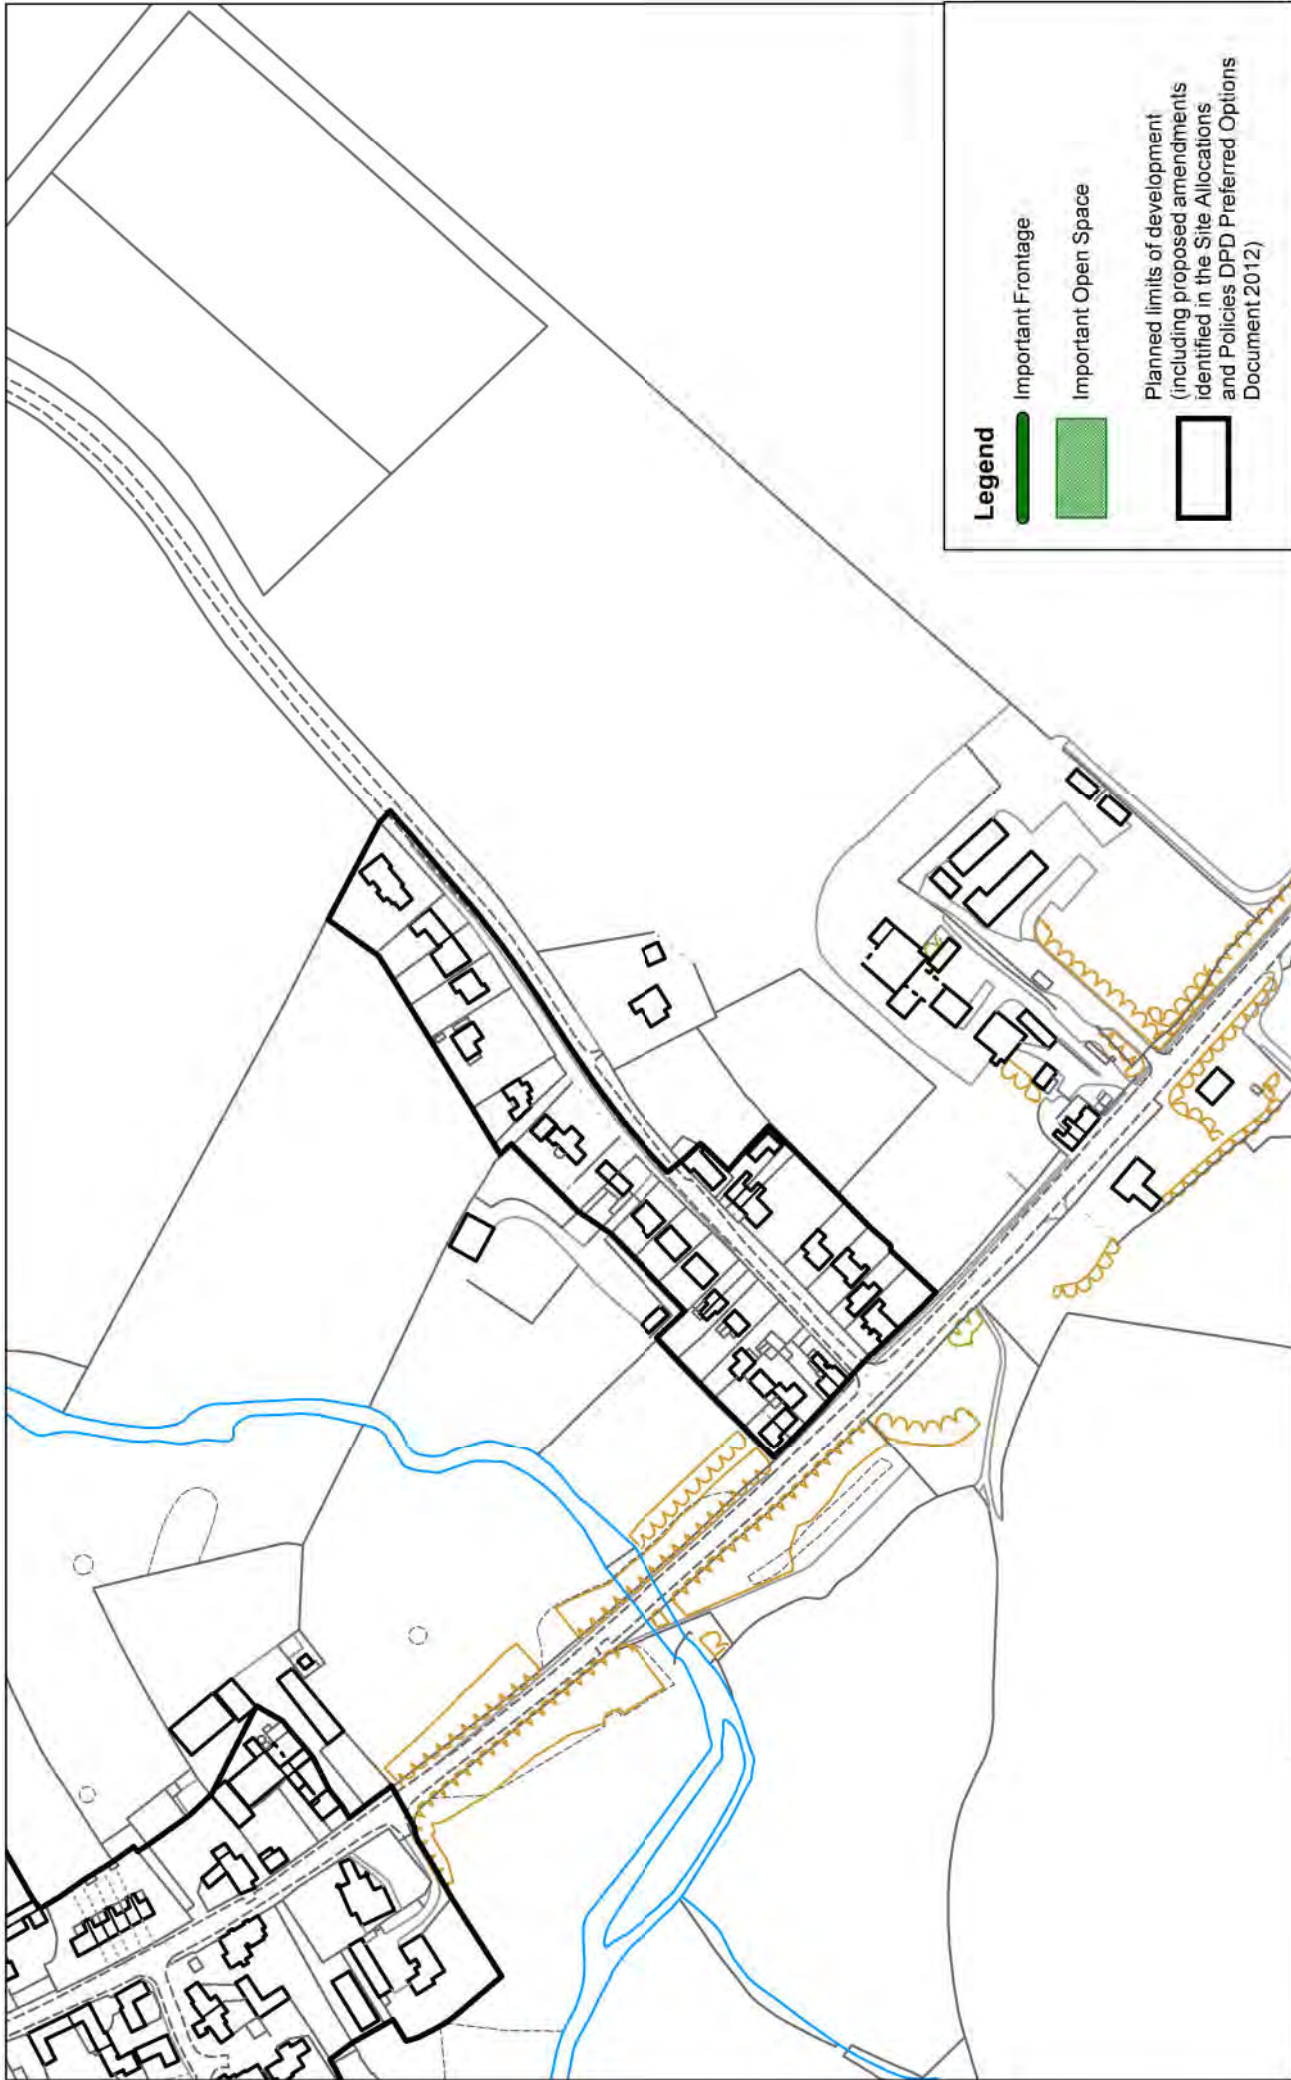 Legend
Important Frontage
Important Open Space
Planned limits of development
(including proposed amendments
identified in the Site Allocations
and Policies DPD Preferred Options
Document 2012)